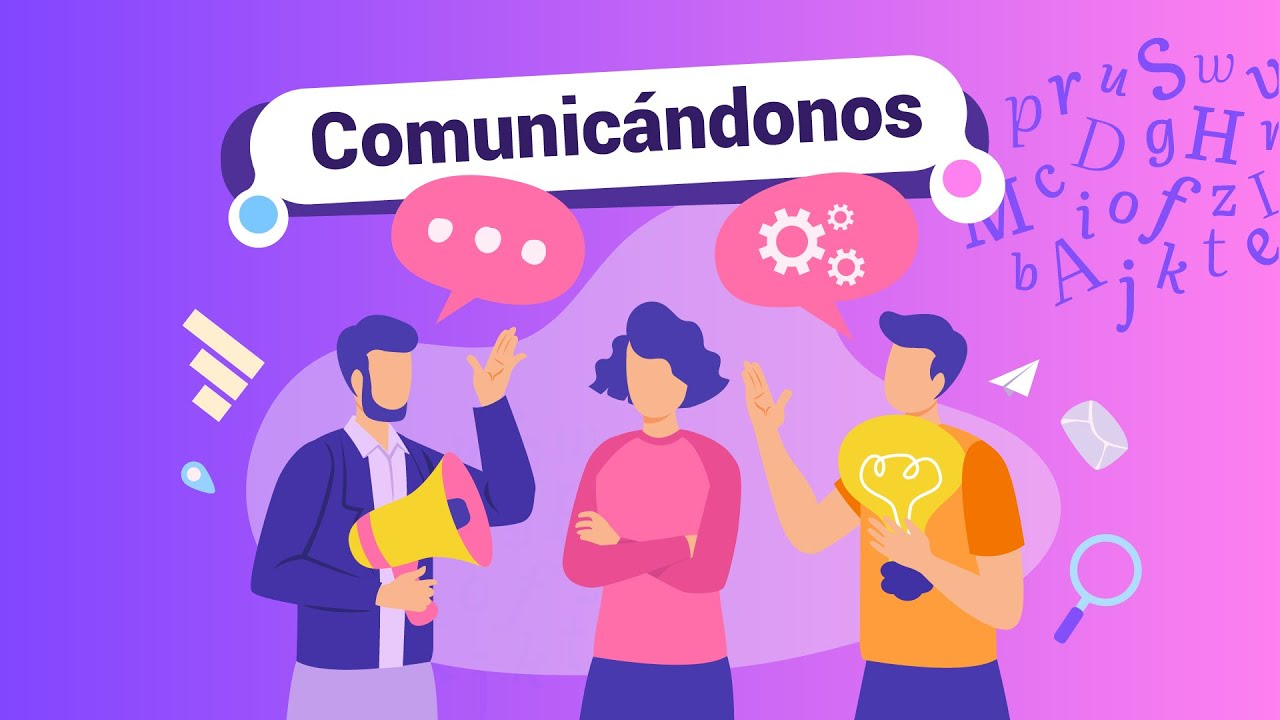 Comunicándonos
p r u S w v
D g H r
M c i o f z I
b A j k t e